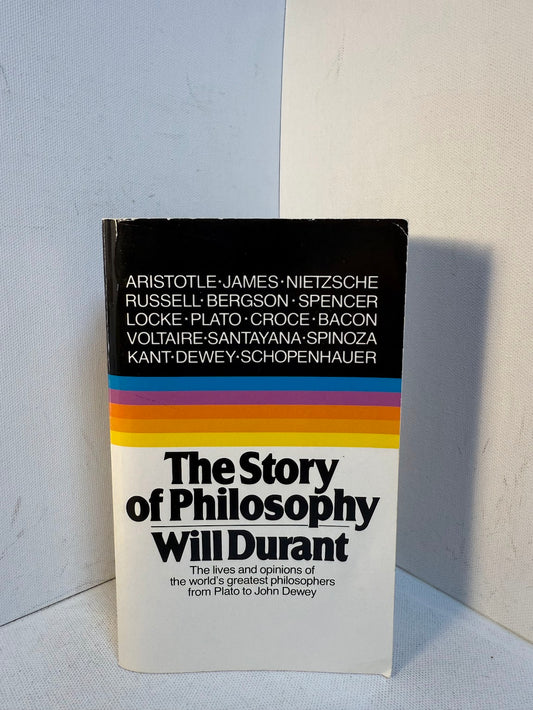 ARISTOTLE·JAMES·NIETZSCHE
RUSSELL·BERGSON·SPENCER
LOCKE·PLATO·CROCE·BACON
VOLTAIRE·SANTAYANA·SPINOZA
KANT·DEWEY·SCHOPENHAUER
The Story
of Philosophy
Will Durant
The lives and opinions of
the world's greatest philosophers
from Plato to John Dewey